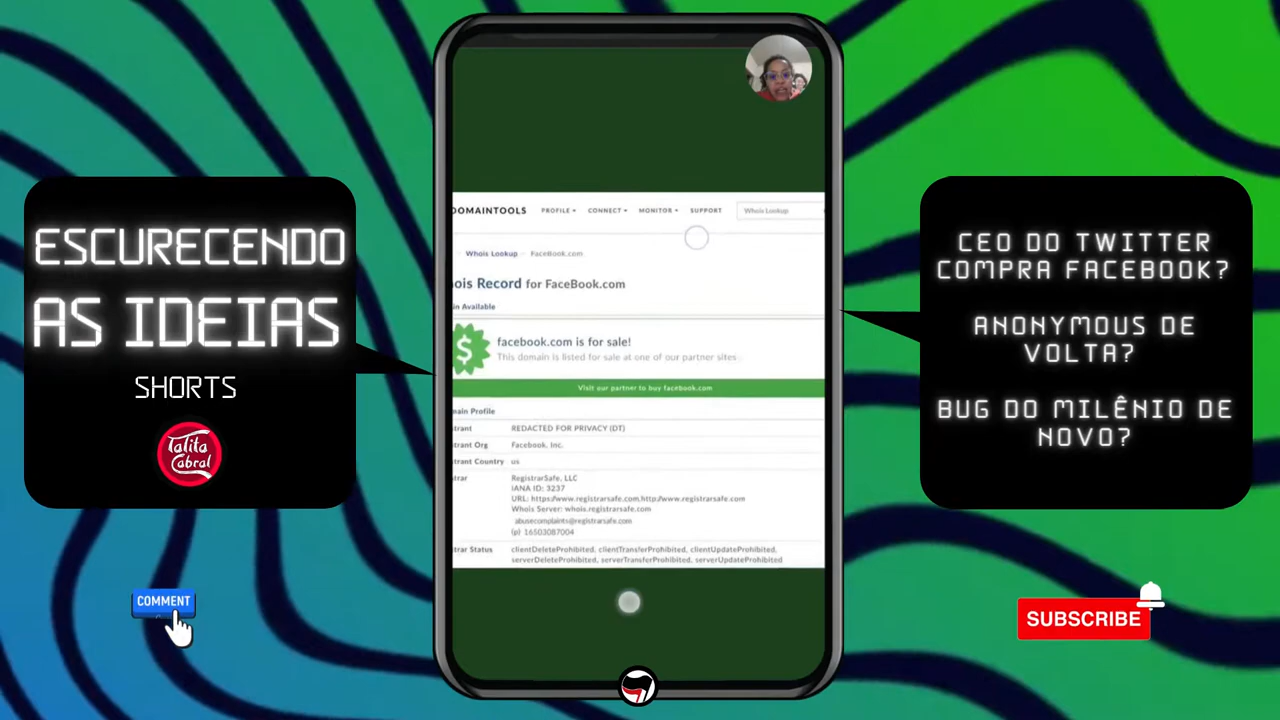 ESCURECENDO
AS IDEIAS
SHORTS
Talita
Cabral
COMMENT
DOMAINTOOLS PROFILE CONNECT MONITOR SUPPORT Whois Lookup
Whois Lookup FaceBook.com
ois Record for FaceBook.com
in Available
facebook.com is for sale!
This domain is listed for sale at one of our partner sites.
Visit our partner to buy facebook.com
main Profile
trant REDACTED FOR PRIVACY (DT)
trant Org Facebook, Inc.
trant Country us
trar RegistrarSafe, LLC
IANA ID: 3237
URL: https://www.registrarsafe.com,http://www.registrarsafe.com
Whois Server: whois.registrarsafe.com
abusecomplaints@registrarsafe.com
(p) 16503087004
trar Status clientDeleteProhibited, clientTransferProhibited, clientUpdateProhibited,
serverDeleteProhibited, serverTransferProhibited, serverUpdateProhibited
CEO DO TWITTER
COMPRA FACEBOOK?
ANONYMOUS DE
VOLTA?
BUG DO MILÊNIO DE
NOVO?
SUBSCRIBE